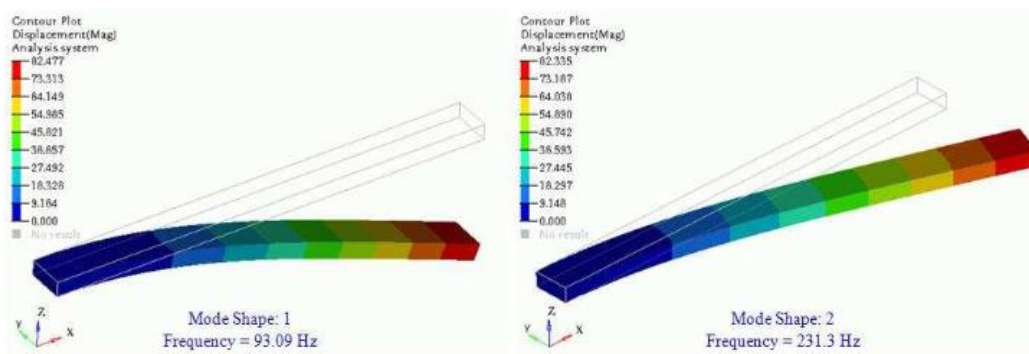 Contour Plot
Displacement(Mag)
Analysis system
82.477
73.313
64.149
54.985
45.821
36.657
27.492
18.328
9.164
0.000
No result
Z
Y
X
Mode Shape: 1
Frequency = 93.09 Hz
Contour Plot
Displacement(Mag)
Analysis system
82.335
73.187
64.038
54.890
45.742
36.593
27.445
18.297
9.148
0.000
No result
Z
Y
X
Mode Shape: 2
Frequency = 231.3 Hz